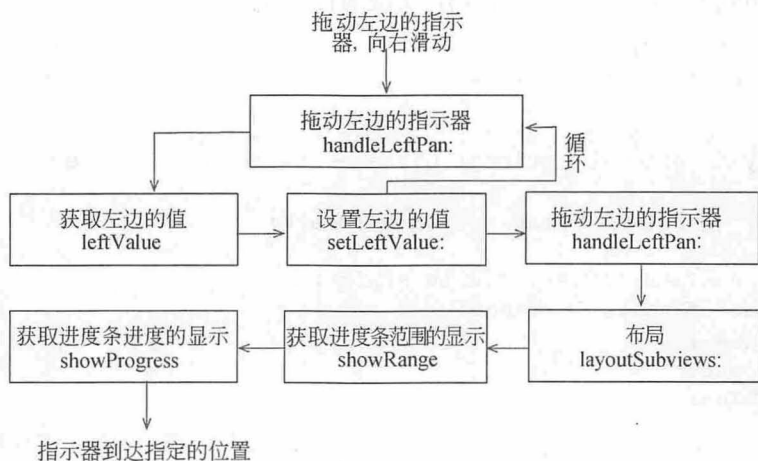 拖动左边的指示
器, 向右滑动
拖动左边的指示器
handleLeftPan:
循
环
获取左边的值
leftValue
设置左边的值
setLeftValue:
拖动左边的指示器
handleLeftPan:
获取进度条进度的显示
showProgress
获取进度条范围的显示
showRange
布局
layoutSubviews:
指示器到达指定的位置